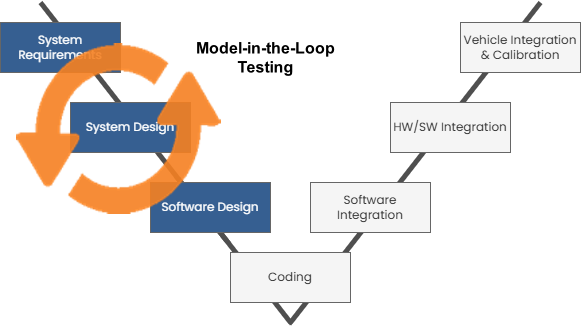 System
Requirements
Model-in-the-Loop
Testing
Vehicle Integration
& Calibration
System Design
HW/SW Integration
Software Design
Software
Integration
Coding